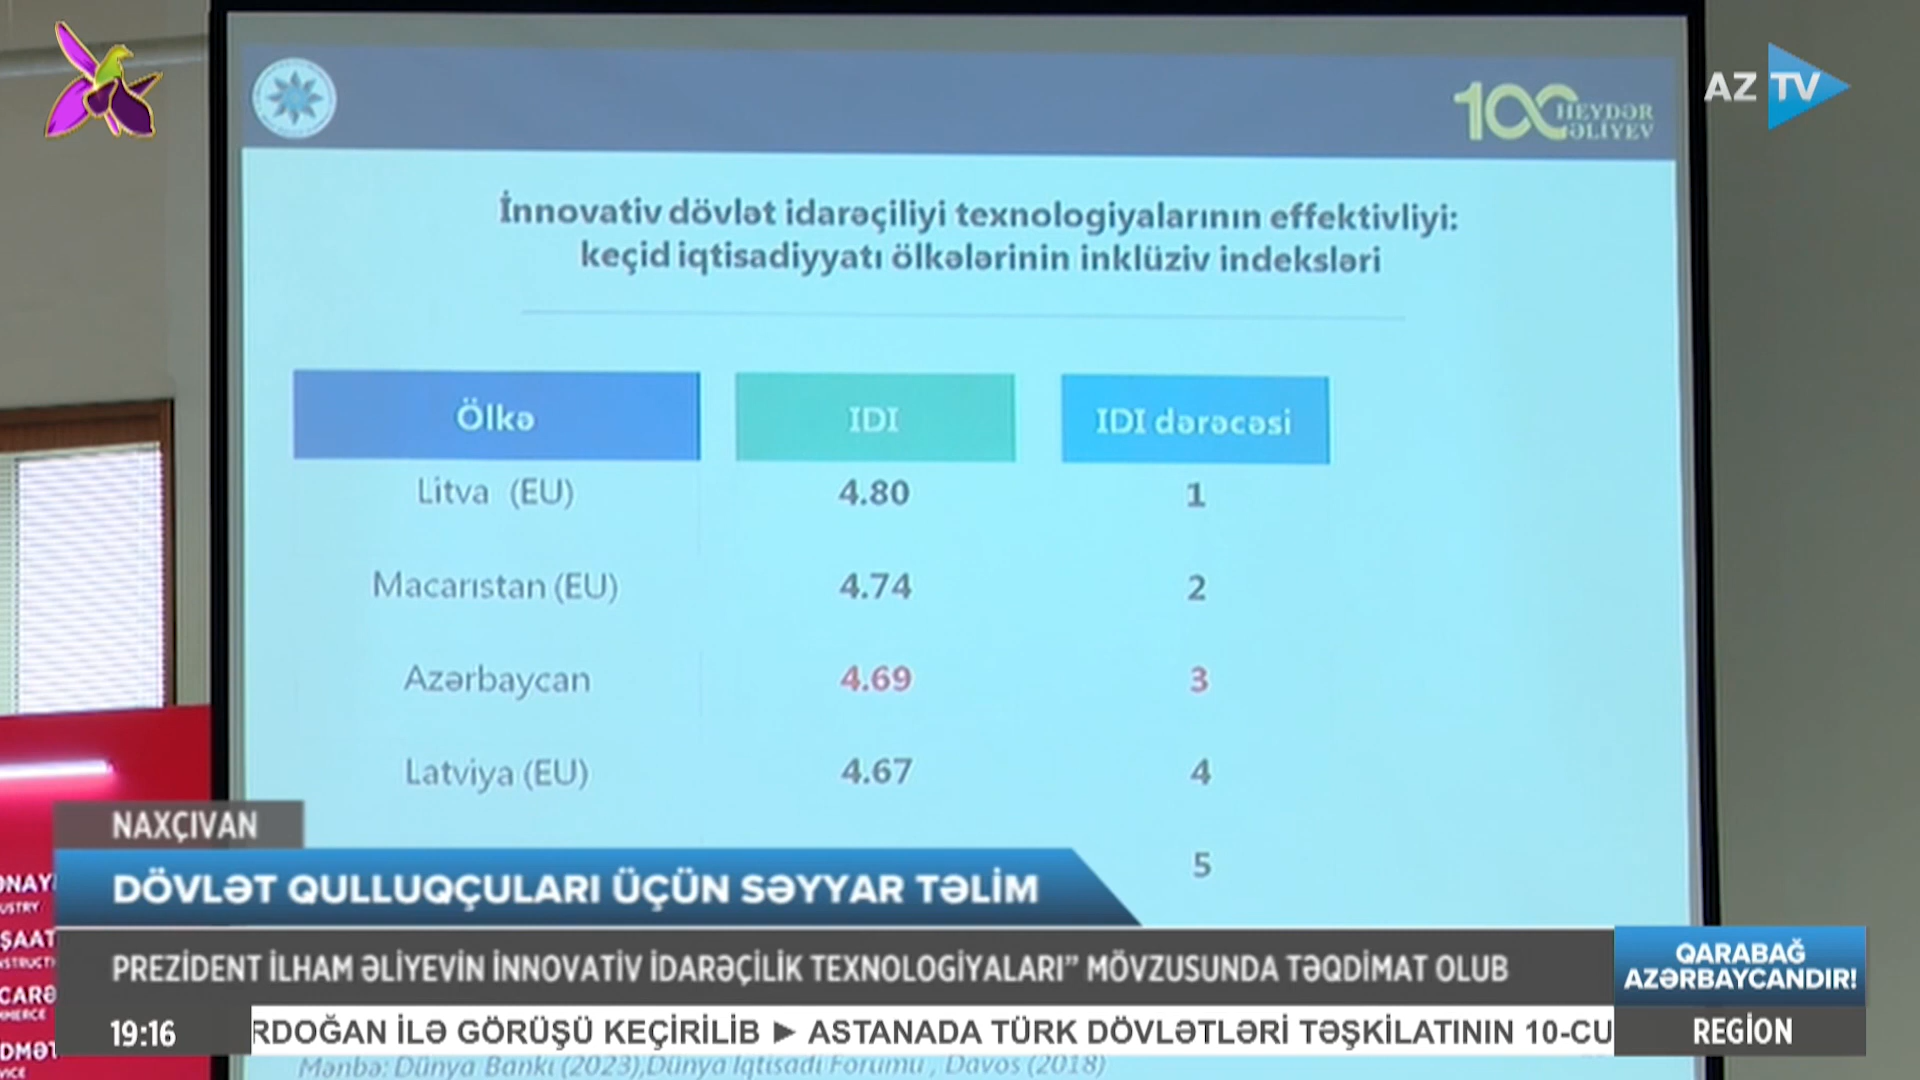 AZ TV
100 HEYDƏR
ƏLİYEV
İnnovativ dövlət idarəçiliyi texnologiyalarının effektivliyi:
keçid iqtisadiyyatı ölkələrinin inklüziv indeksləri
Ölkə IDI IDI dərəcəsi
Litva (EU) 4.80 1
Macarıstan (EU) 4.74 2
Azərbaycan 4.69 3
Latviya (EU) 4.67 4
5
NAXÇIVAN
DÖVLƏT QULLUQÇULARI ÜÇÜN SƏYYAR TƏLİM
PREZİDENT İLHAM ƏLİYEVİN İNNOVATİV İDARƏÇİLİK TEXNOLOGİYALARI” MÖVZUSUNDA TƏQDİMAT OLUB
QARABAĞ
AZƏRBAYCANDIR!
19:16 RDOĞAN İLƏ GÖRÜŞÜ KEÇİRİLİB ► ASTANADA TÜRK DÖVLƏTLƏRİ TƏŞKİLATININ 10-CU
REGİON
Mənbə: Dünya Bankı (2023),Dünya Iqtisadi Forumu , Davos (2018)